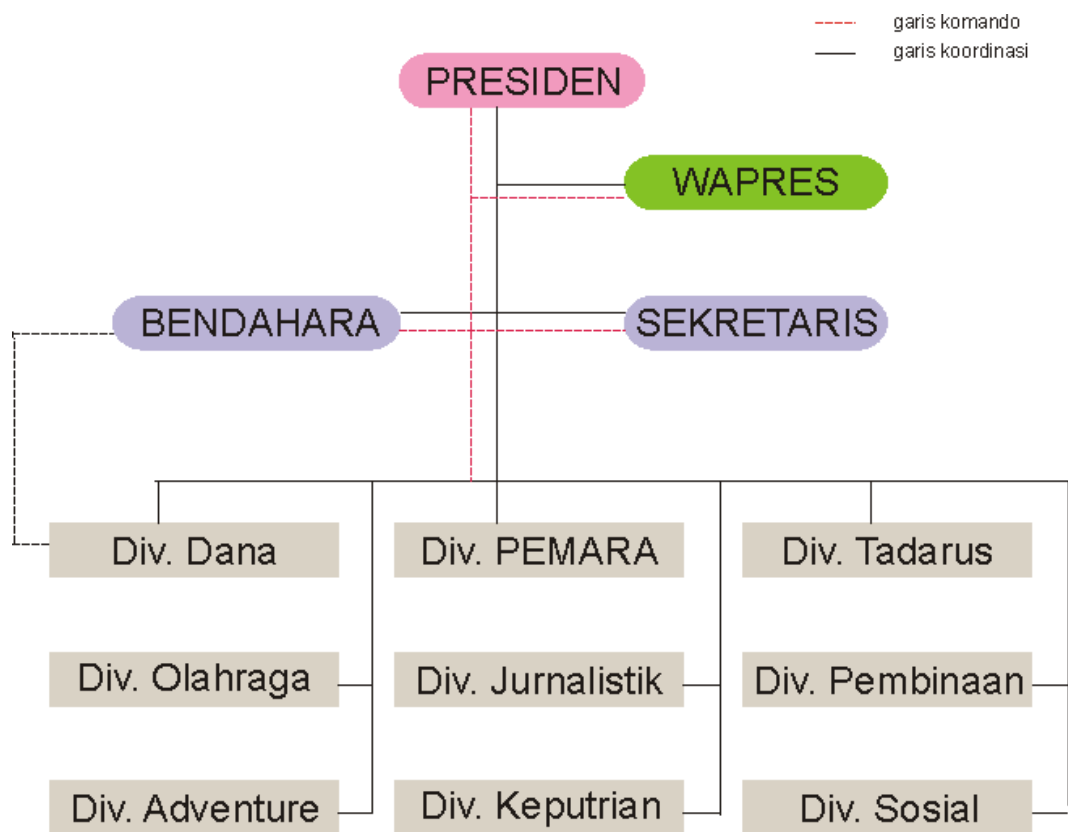 garis komando
garis koordinasi
PRESIDEN
WAPRES
BENDAHARA
SEKRETARIS
Div. Dana
Div. PEMARA
Div. Tadarus
Div. Olahraga
Div. Jurnalistik
Div. Pembinaan
Div. Adventure
Div. Keputrian
Div. Sosial